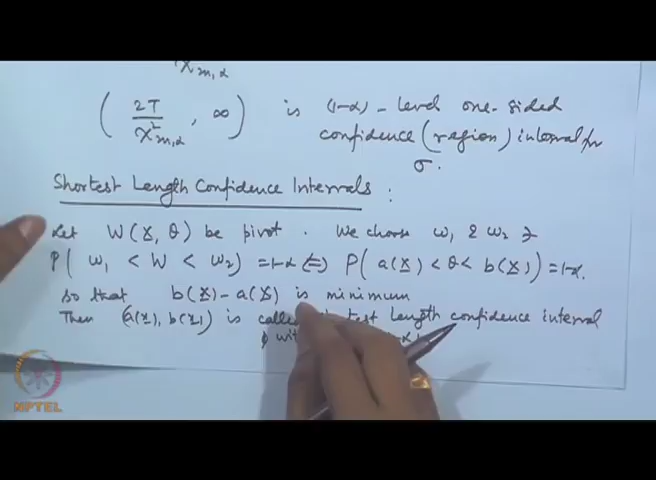 χ²m,α
( 2T / χ²m,α , ∞ ) is (1-α) - level one-sided
confidence (region) interval for
σ.
Shortest Length Confidence Intervals :
Let W(X, θ) be pivot. We choose w1 & w2 ∋
P( w1 < W < w2) = 1-α ⇔ P( a(X) < θ < b(X)) = 1-α.
so that b(X) - a(X) is minimum
Then (a(X), b(X)) is called test length confidence interval
NPTEL